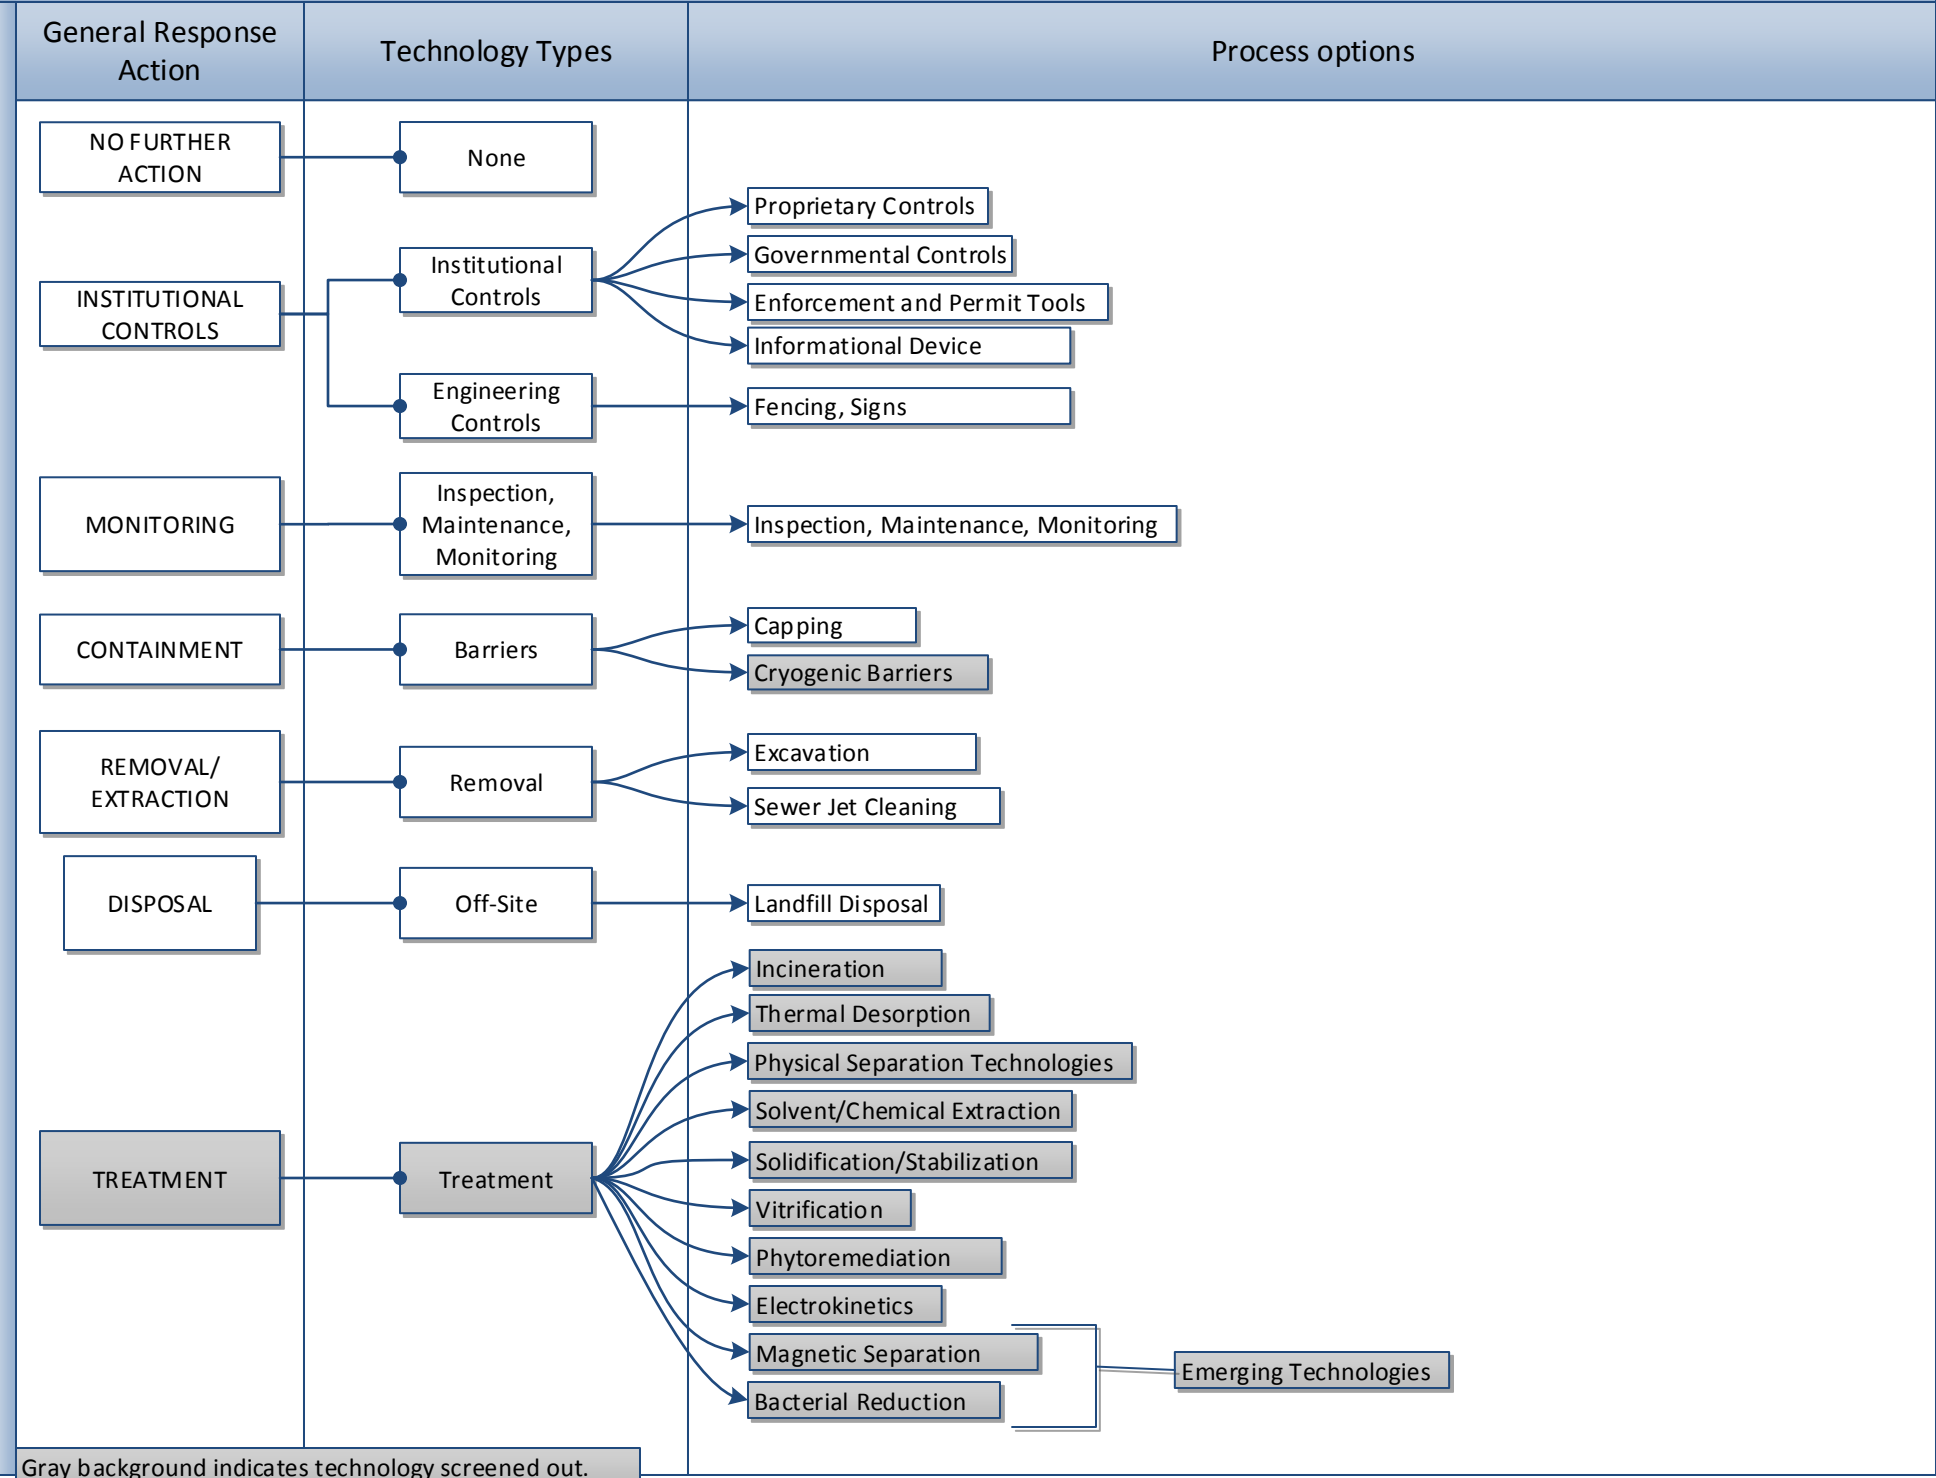 General Response
Action
Technology Types
Process options
NO FURTHER
ACTION
None
INSTITUTIONAL
CONTROLS
Institutional
Controls
Proprietary Controls
Governmental Controls
Enforcement and Permit Tools
Informational Device
Engineering
Controls
Fencing, Signs
MONITORING
Inspection,
Maintenance,
Monitoring
Inspection, Maintenance, Monitoring
CONTAINMENT
Barriers
Capping
Cryogenic Barriers
REMOVAL/
EXTRACTION
Removal
Excavation
Sewer Jet Cleaning
DISPOSAL
Off-Site
Landfill Disposal
TREATMENT
Treatment
Incineration
Thermal Desorption
Physical Separation Technologies
Solvent/Chemical Extraction
Solidification/Stabilization
Vitrification
Phytoremediation
Electrokinetics
Magnetic Separation
Bacterial Reduction
Emerging Technologies
Gray background indicates technology screened out.